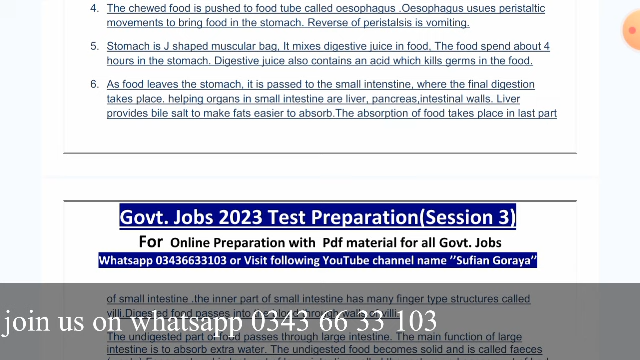 4. The chewed food is pushed to food tube called oesophagus .Oesophagus usues peristaltic
movements to bring food in the stomach. Reverse of peristalsis is vomiting.
5. Stomach is J shaped muscular bag, It mixes digestive juice in food, The food spend about 4
hours in the stomach. Digestive juice also contains an acid which kills germs in the food.
6. As food leaves the stomach, it is passed to the small intenstine, where the final digestion
takes place. helping organs in small intestine are liver, pancreas,intestinal walls. Liver
provides bile salt to make fats easier to absorb.The absorption of food takes place in last part
Govt. Jobs 2023 Test Preparation(Session 3)
For Online Preparation with Pdf material for all Govt. Jobs
Whatsapp 03436633103 or Visit following YouTube channel name ”Sufian Goraya”
of small intestine .the inner part of small intestine has many finger type structures called
villi.Digested food passes into
join us on whatsapp 0343 66 33 103
The undigested part of food passes through large intestine. The main function of large
intestine is to absorb extra water. The undigested food becomes solid and is called faeces